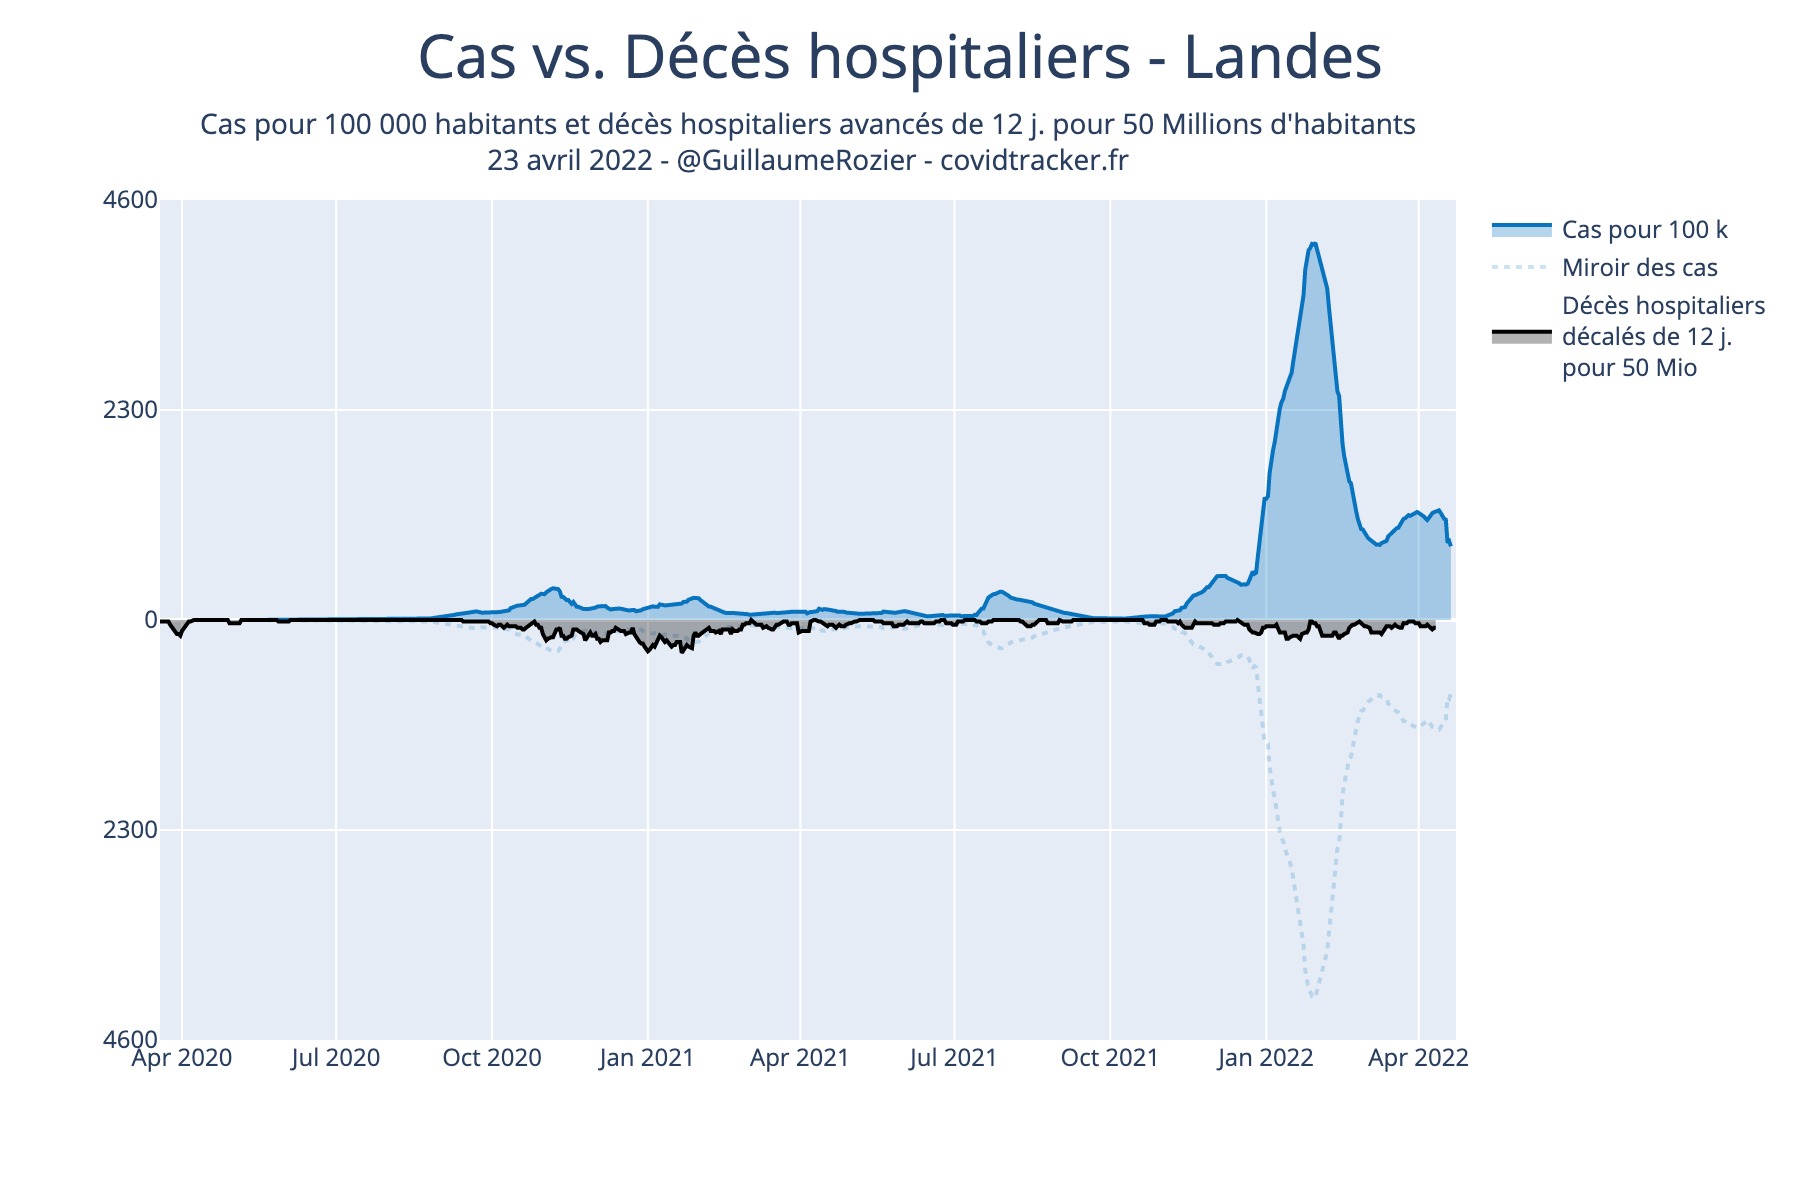 Cas vs. Décès hospitaliers - Landes
Cas pour 100 000 habitants et décès hospitaliers avancés de 12 j. pour 50 Millions d'habitants
23 avril 2022 - @GuillaumeRozier - covidtracker.fr
4600
2300
0
2300
4600
Apr 2020
Jul 2020
Oct 2020
Jan 2021
Apr 2021
Jul 2021
Oct 2021
Jan 2022
Apr 2022
Cas pour 100 k
Miroir des cas
Décès hospitaliers
décalés de 12 j.
pour 50 Mio